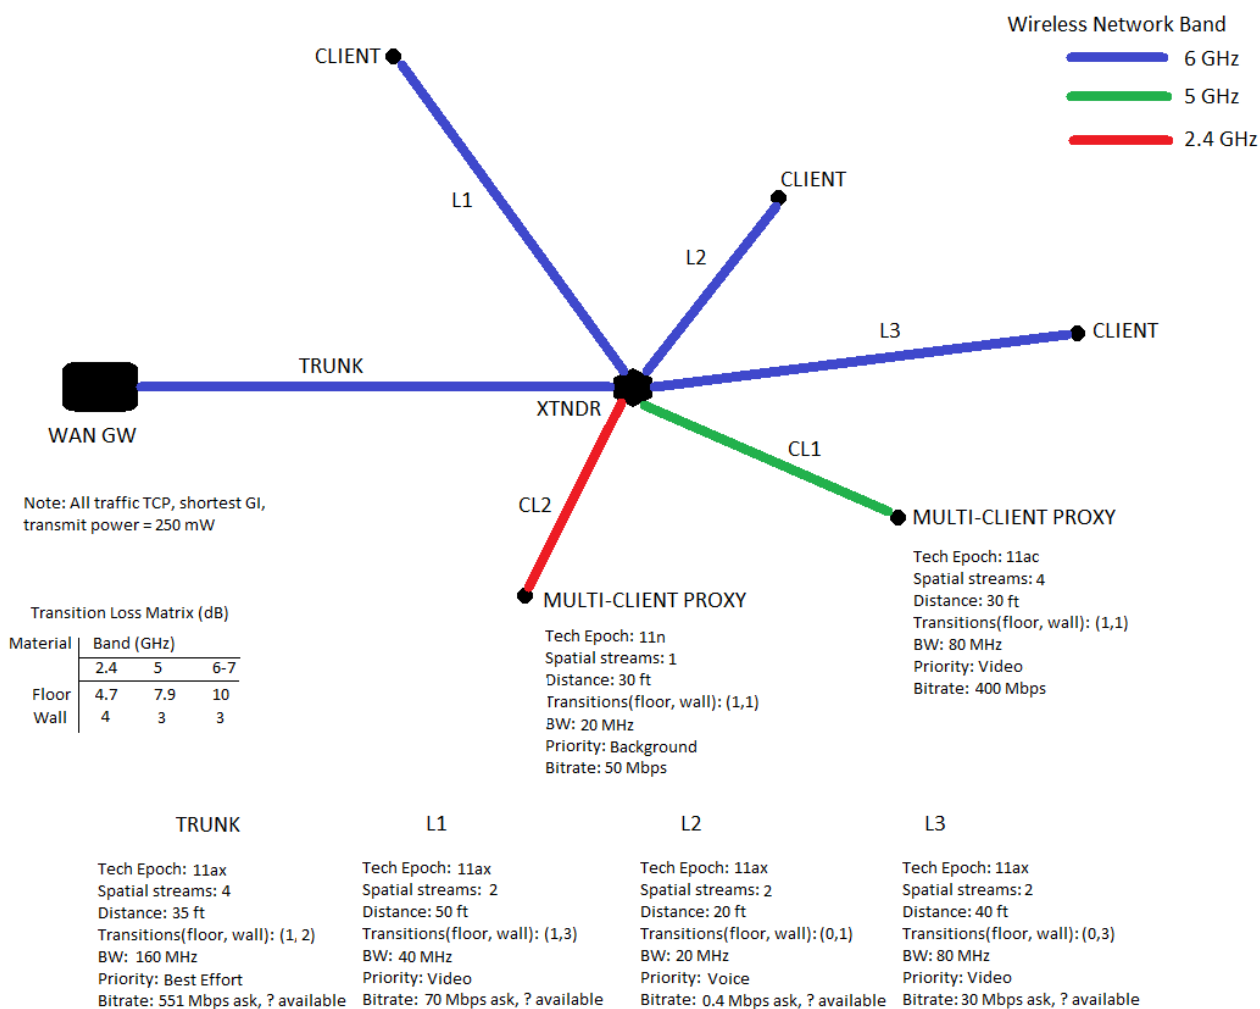 Wireless Network Band
6 GHz
5 GHz
2.4 GHz
CLIENT
L1
CLIENT
L2
L3
CLIENT
TRUNK
XTNDR
WAN GW
CL1
CL2
Note: All traffic TCP, shortest GI,
transmit power = 250 mW
MULTI-CLIENT PROXY
Tech Epoch: 11ac
Spatial streams: 4
Distance: 30 ft
Transitions(floor, wall): (1,1)
BW: 80 MHz
Priority: Video
Bitrate: 400 Mbps
MULTI-CLIENT PROXY
Tech Epoch: 11n
Spatial streams: 1
Distance: 30 ft
Transitions(floor, wall): (1,1)
BW: 20 MHz
Priority: Background
Bitrate: 50 Mbps
Transition Loss Matrix (dB)
Material Band (GHz)
2.4 5 6-7
Floor 4.7 7.9 10
Wall 4 3 3
TRUNK
Tech Epoch: 11ax
Spatial streams: 4
Distance: 35 ft
Transitions(floor, wall): (1, 2)
BW: 160 MHz
Priority: Best Effort
Bitrate: 551 Mbps ask, ? available
L1
Tech Epoch: 11ax
Spatial streams: 2
Distance: 50 ft
Transitions(floor, wall): (1,3)
BW: 40 MHz
Priority: Video
Bitrate: 70 Mbps ask, ? available
L2
Tech Epoch: 11ax
Spatial streams: 2
Distance: 20 ft
Transitions(floor, wall): (0,1)
BW: 20 MHz
Priority: Voice
Bitrate: 0.4 Mbps ask, ? available
L3
Tech Epoch: 11ax
Spatial streams: 2
Distance: 40 ft
Transitions(floor, wall): (0,3)
BW: 80 MHz
Priority: Video
Bitrate: 30 Mbps ask, ? available